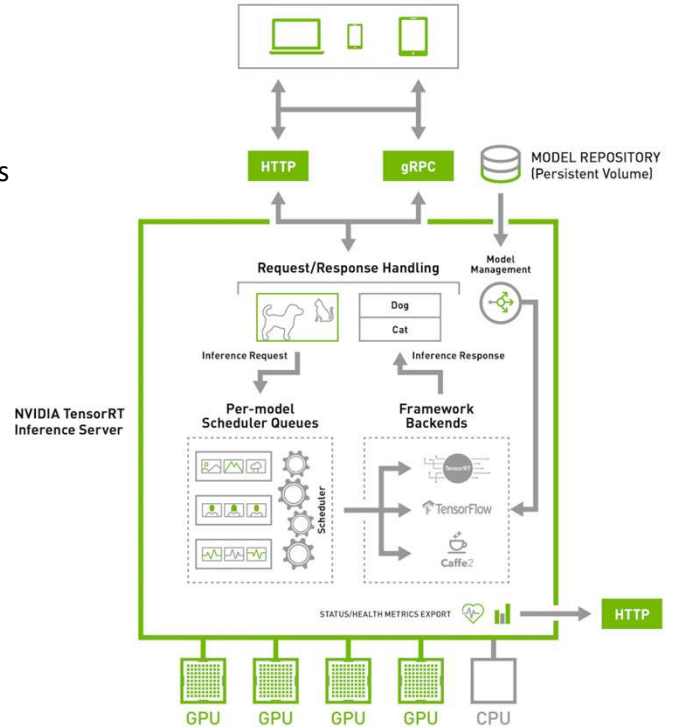 s
HTTP
gRPC
MODEL REPOSITORY
(Persistent Volume)
Request/Response Handling
Model
Management
Dog
Cat
Inference Request
Inference Response
NVIDIA TensorRT
Inference Server
Per-model
Scheduler Queues
Framework
Backends
Scheduler
TensorRT
TensorFlow
Caffe2
STATUS/HEALTH METRICS EXPORT
HTTP
GPU GPU GPU GPU CPU